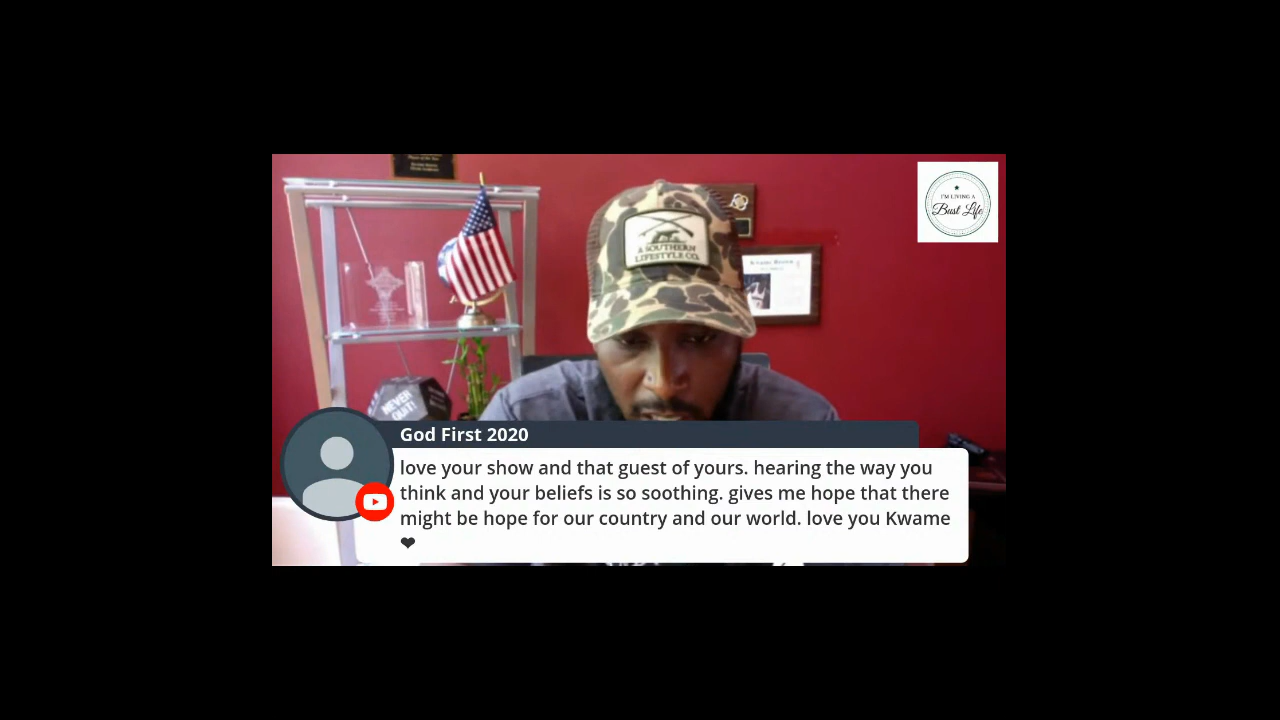 I'M LIVING A
Bust Life
A SOUTHERN
LIFESTYLE CO.
NEVER
QUIT!
God First 2020
love your show and that guest of yours. hearing the way you
think and your beliefs is so soothing. gives me hope that there
might be hope for our country and our world. love you Kwame
❤